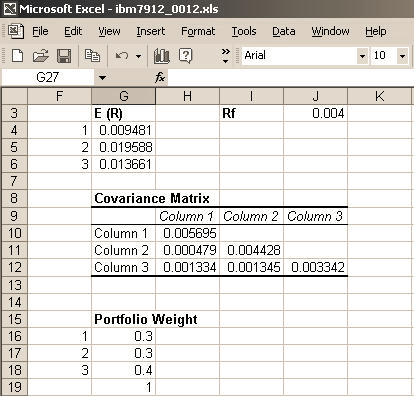 Microsoft Excel - ibm7912_0012.xls
File Edit View Insert Format Tools Data Window Help
Arial 10 B
G27 fx
F G H I J K
3 E (R) Rf 0.004
4 1 0.009481
5 2 0.019588
6 3 0.013661
7
8 Covariance Matrix
9 Column 1 Column 2 Column 3
10 Column 1 0.005695
11 Column 2 0.000479 0.004428
12 Column 3 0.001334 0.001345 0.003342
13
14
15 Portfolio Weight
16 1 0.3
17 2 0.3
18 3 0.4
19 1